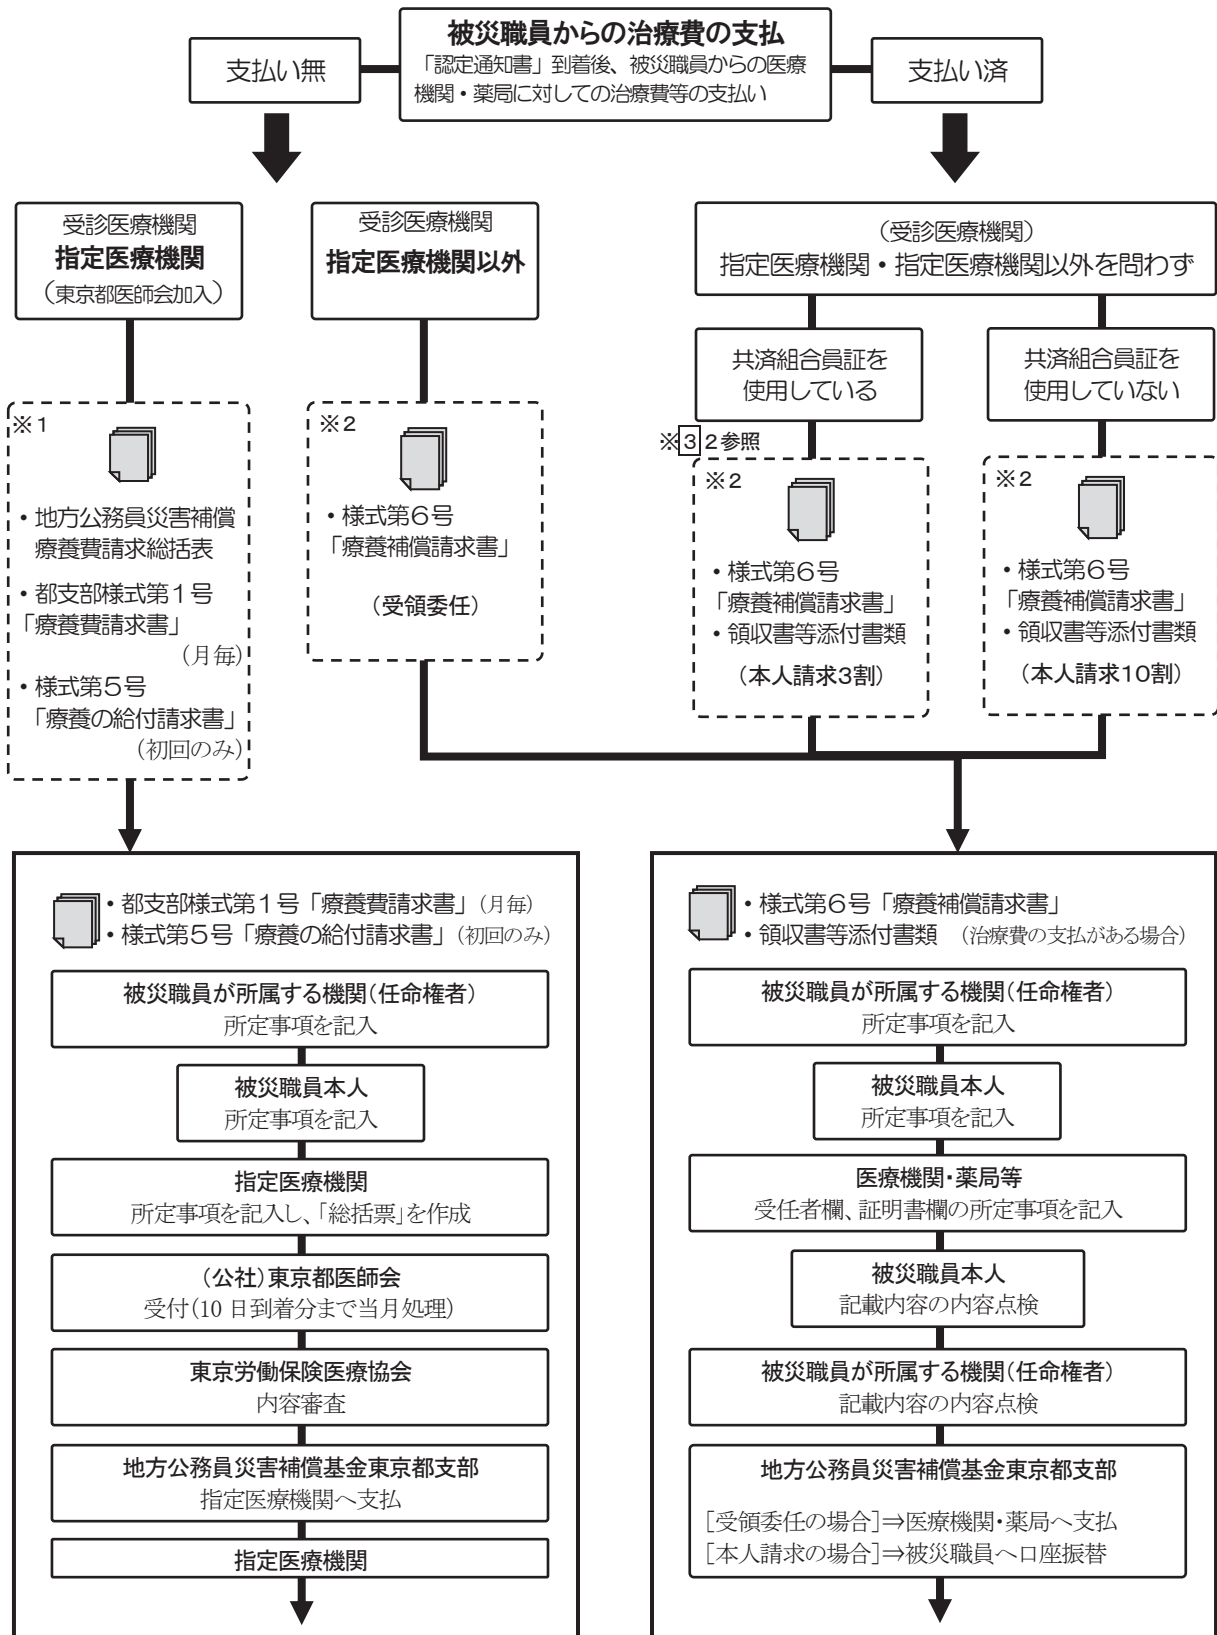 被災職員からの治療費の支払
「認定通知書」到着後、被災職員からの医療
機関・薬局に対しての治療費等の支払い
支払い無
支払い済
受診医療機関
指定医療機関
（東京都医師会加入）
受診医療機関
指定医療機関以外
（受診医療機関）
指定医療機関・指定医療機関以外を問わず
共済組合員証を
使用している
共済組合員証を
使用していない
※1
・地方公務員災害補償
療養費請求総括表
・都支部様式第１号
「療養費請求書」
（月毎）
・様式第５号
「療養の給付請求書」
（初回のみ）
※2
・様式第６号
「療養補償請求書」
（受領委任）
※3 2参照
※2
・様式第６号
「療養補償請求書」
・領収書等添付書類
（本人請求3割）
※2
・様式第６号
「療養補償請求書」
・領収書等添付書類
（本人請求10割）
・都支部様式第１号「療養費請求書」（月毎）
・様式第５号「療養の給付請求書」（初回のみ）
被災職員が所属する機関（任命権者）
所定事項を記入
被災職員本人
所定事項を記入
指定医療機関
所定事項を記入し、「総括票」を作成
（公社）東京都医師会
受付（10 日到着分まで当月処理）
東京労働保険医療協会
内容審査
地方公務員災害補償基金東京都支部
指定医療機関へ支払
指定医療機関
・様式第６号「療養補償請求書」
・領収書等添付書類 （治療費の支払がある場合）
被災職員が所属する機関（任命権者）
所定事項を記入
被災職員本人
所定事項を記入
医療機関・薬局等
受任者欄、証明書欄の所定事項を記入
被災職員本人
記載内容の内容点検
被災職員が所属する機関（任命権者）
記載内容の内容点検
地方公務員災害補償基金東京都支部
［受領委任の場合］⇒医療機関・薬局へ支払
［本人請求の場合］⇒被災職員へ口座振替